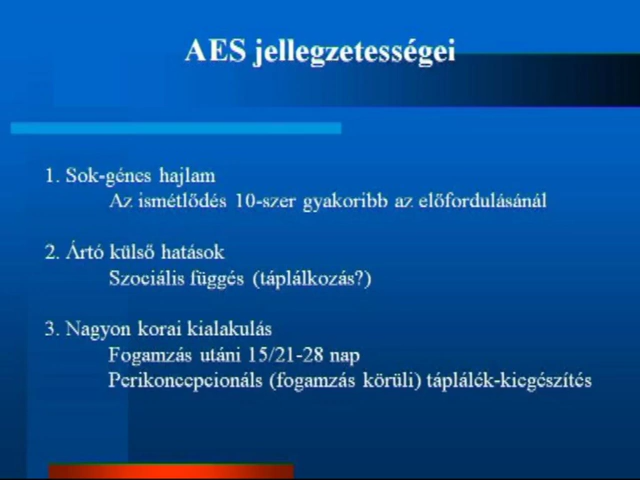 AES jellegzetességei
1. Sok-génes hajlam
Az ismétlődés 10-szer gyakoribb az előfordulásánál
2. Ártó külső hatások
Szociális függés (táplálkozás?)
3. Nagyon korai kialakulás
Fogamzás utáni 15/21-28 nap
Perikoncepcionáls (fogamzás körüli) táplálék-kiegészítés